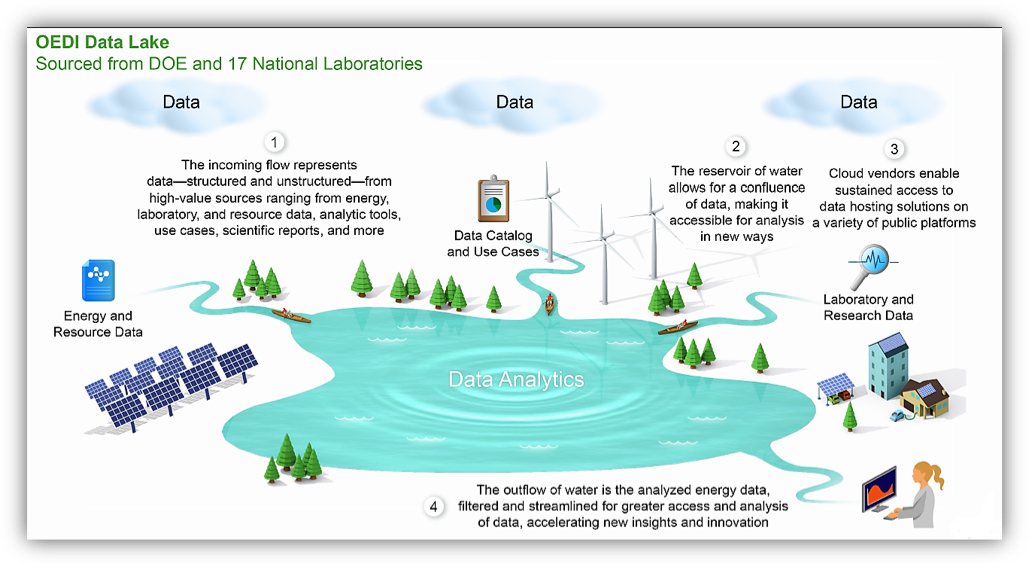 OEDI Data Lake
Sourced from DOE and 17 National Laboratories
Data
Data
Data
1
The incoming flow represents
data—structured and unstructured—from
high-value sources ranging from energy,
laboratory, and resource data, analytic tools,
use cases, scientific reports, and more
2
The reservoir of water
allows for a confluence
of data, making it
accessible for analysis
in new ways
3
Cloud vendors enable
sustained access to
data hosting solutions on
a variety of public platforms
Data Catalog
and Use Cases
Energy and
Resource Data
Laboratory and
Research Data
Data Analytics
4
The outflow of water is the analyzed energy data,
filtered and streamlined for greater access and analysis
of data, accelerating new insights and innovation